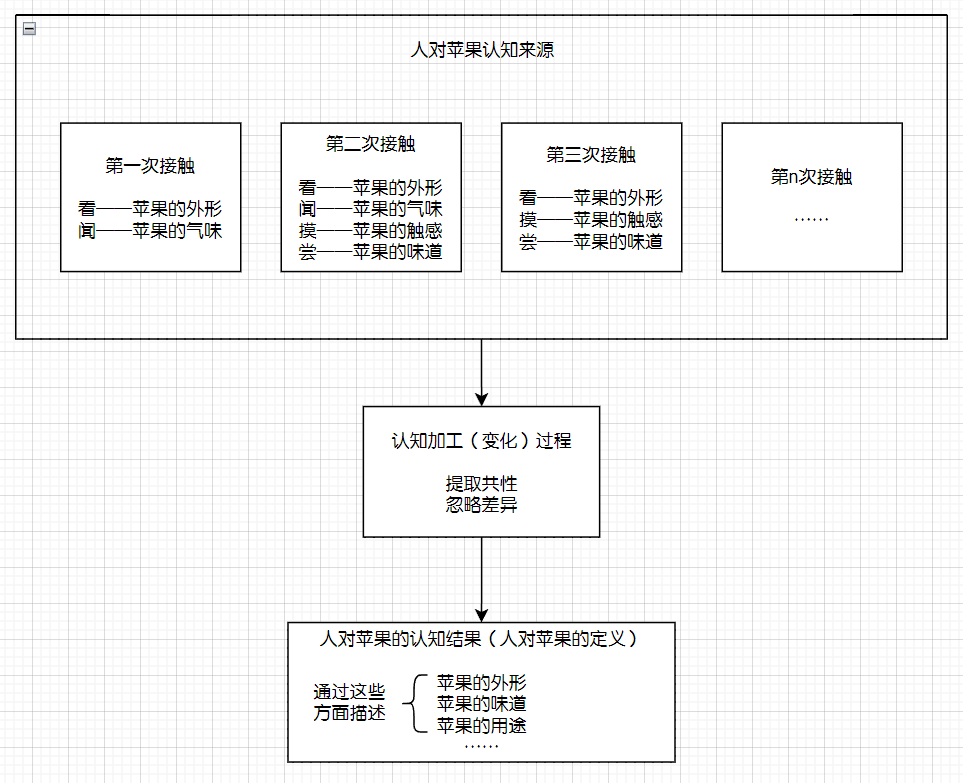 人对苹果认知来源
第一次接触
看——苹果的外形
闻——苹果的气味
第二次接触
看——苹果的外形
闻——苹果的气味
摸——苹果的触感
尝——苹果的味道
第三次接触
看——苹果的外形
摸——苹果的触感
尝——苹果的味道
第n次接触
……
认知加工（变化）过程
提取共性
忽略差异
人对苹果的认知结果（人对苹果的定义）
通过这些
方面描述
苹果的外形
苹果的味道
苹果的用途
……